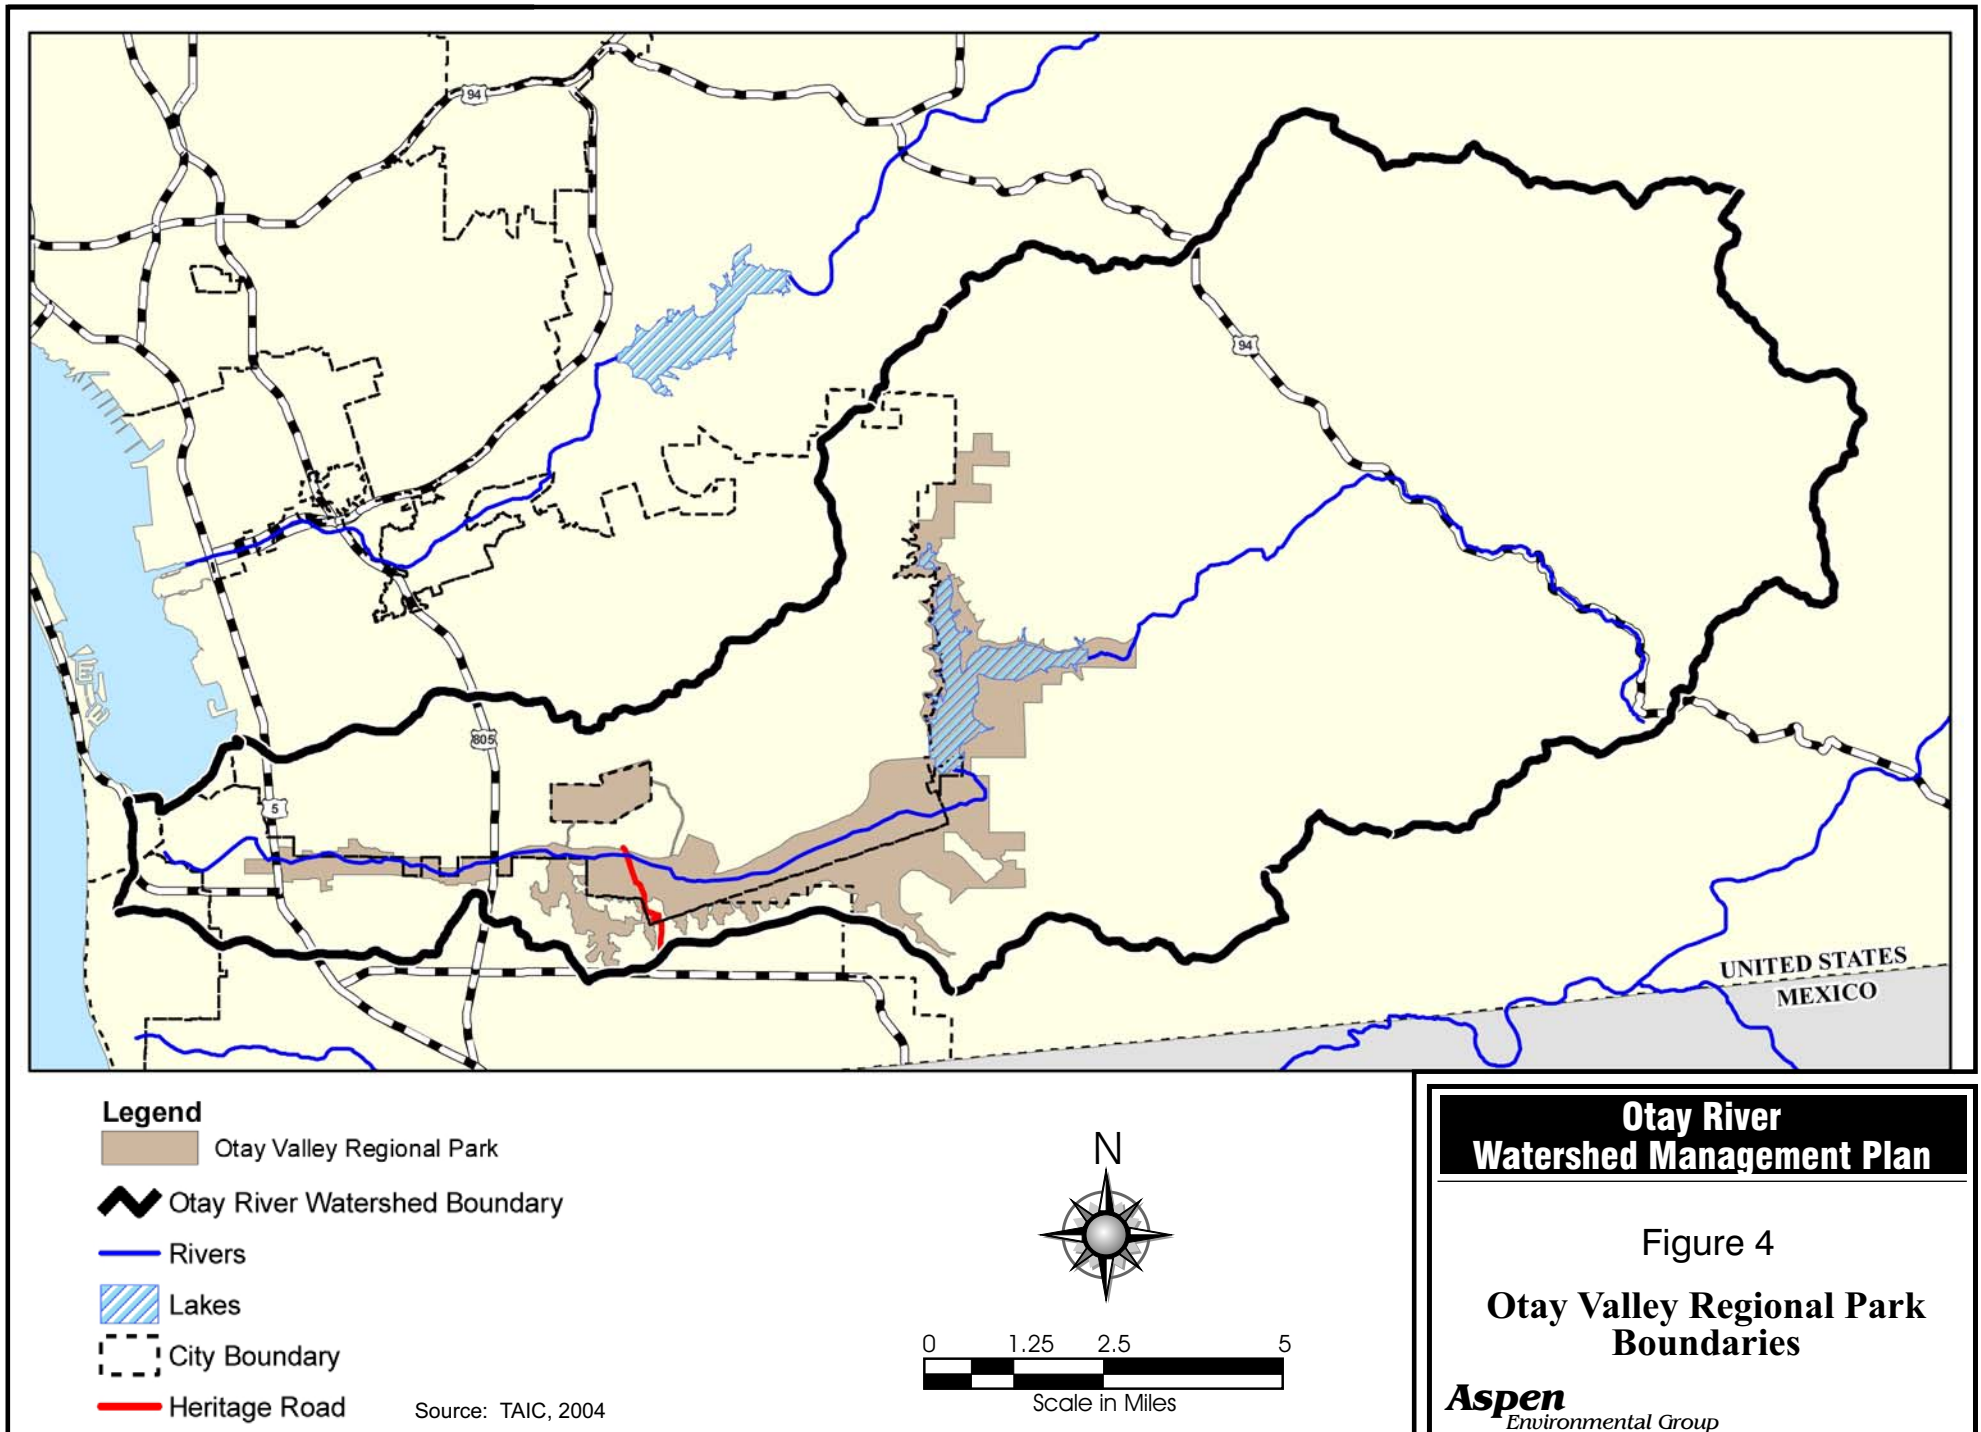 94
94
805
5
UNITED STATES
MEXICO
Legend
Otay Valley Regional Park
Otay River Watershed Boundary
Rivers
Lakes
City Boundary
Heritage Road
Source: TAIC, 2004
N
0 1.25 2.5 5
Scale in Miles
Otay River
Watershed Management Plan
Figure 4
Otay Valley Regional Park
Boundaries
Aspen
Environmental Group